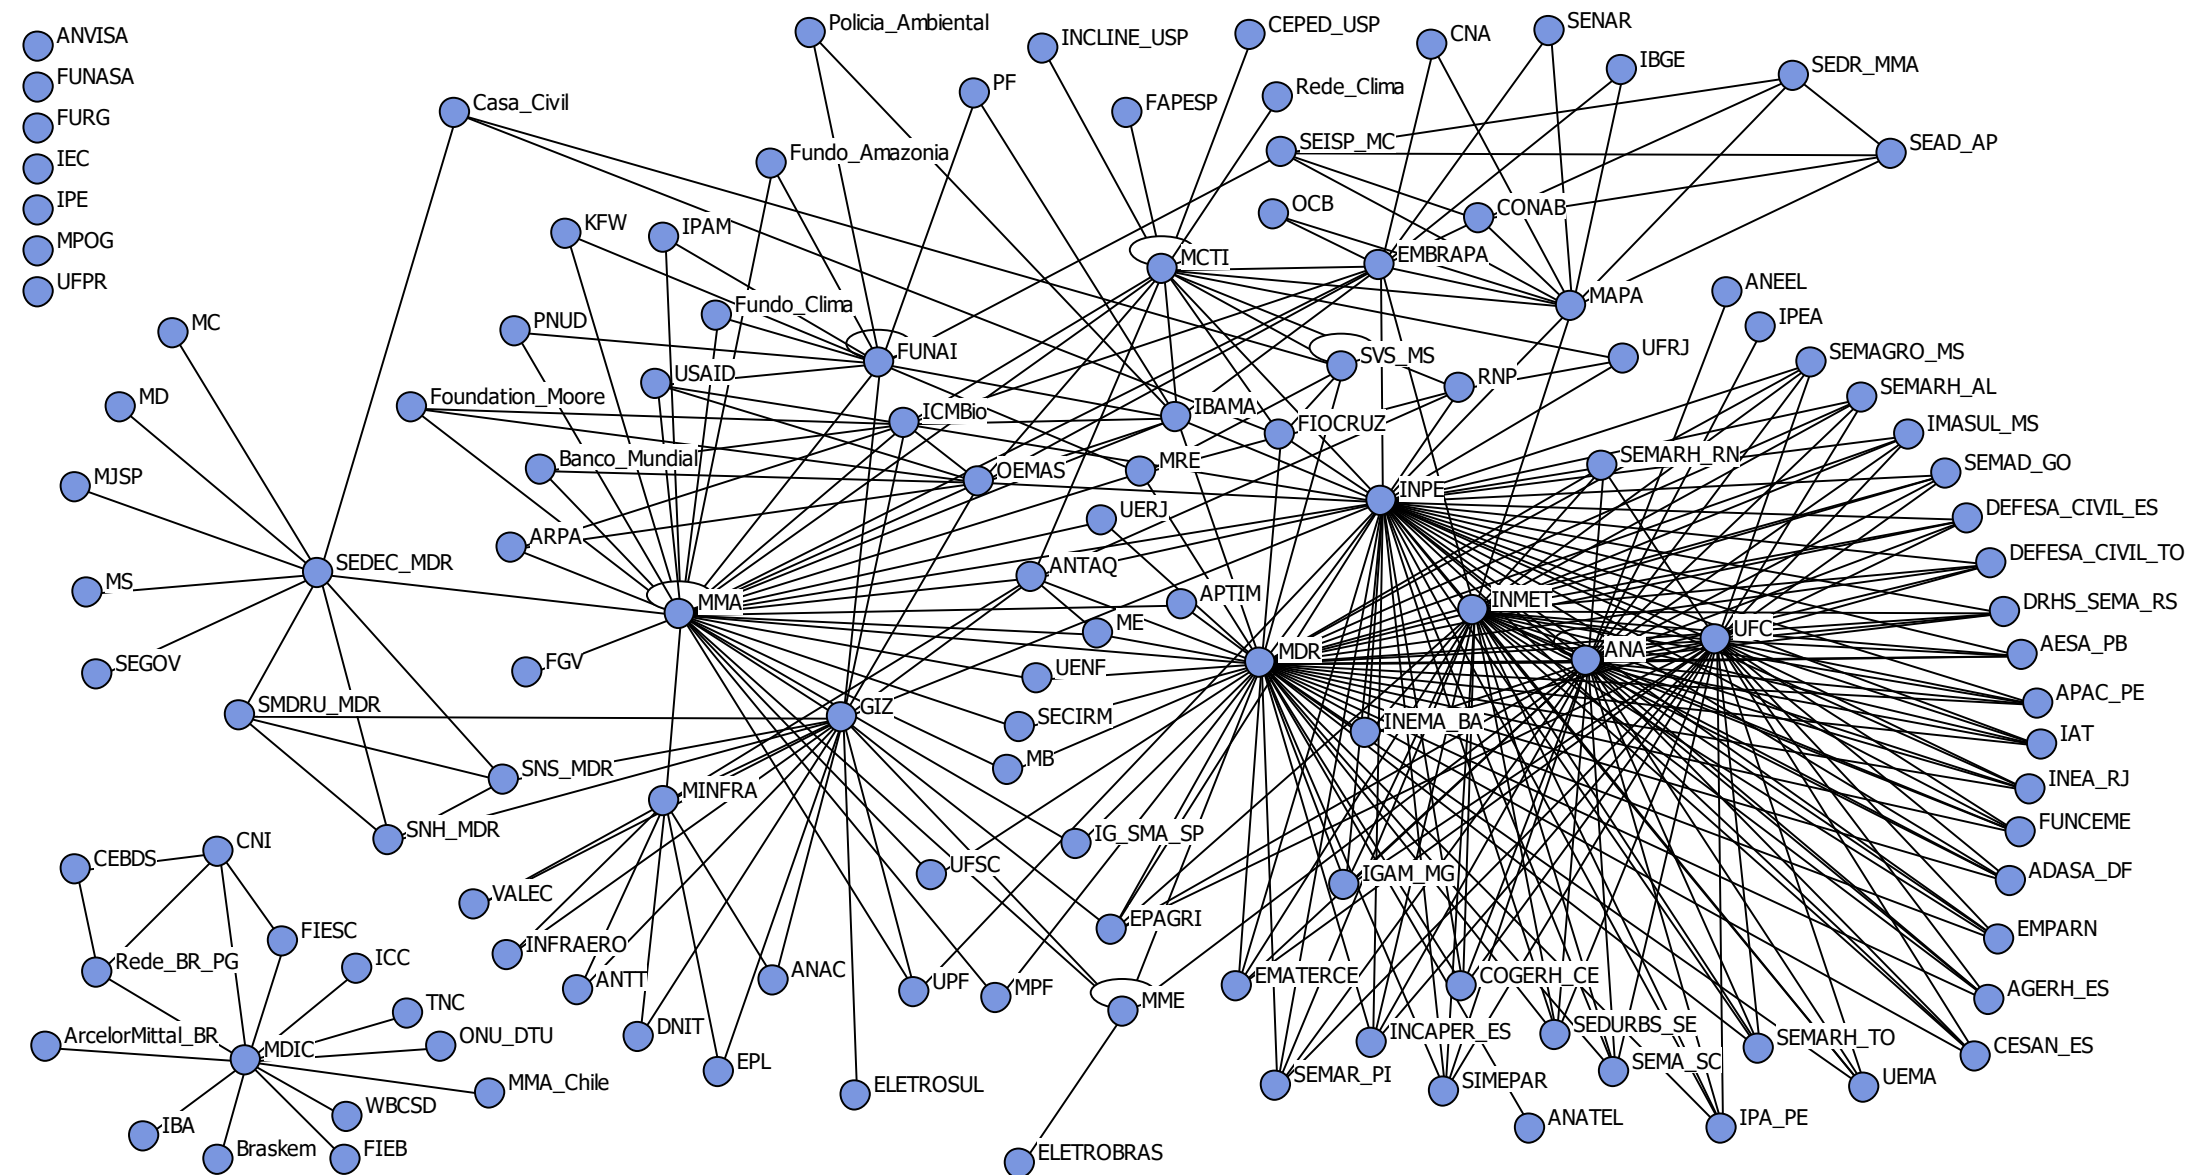 Policia_Ambiental
CEPED_USP
SENAR
CNA
ANVISA
INCLINE_USP
IBGE
SEDR_MMA
FUNASA
PF
Rede_Clima
Casa_Civil
FAPESP
FURG
SEISP_MC
SEAD_AP
Fundo_Amazonia
IEC
IPE
OCB
CONAB
KFW
IPAM
MPOG
MCTI
EMBRAPA
UFPR
ANEEL
MAPA
Fundo_Clima
IPEA
MC
PNUD
FUNAI
SVS_MS
UFRJ
SEMAGRO_MS
USAID
RNP
SEMARH_AL
MD
Foundation_Moore
ICMBio
IBAMA
FIOCRUZ
IMASUL_MS
Banco_Mundial
OEMAS
MRE
SEMARH_RN
SEMAD_GO
MJSP
INPE
UERJ
DEFESA_CIVIL_ES
ARPA
SEDEC_MDR
ANTAQ
DEFESA_CIVIL_TO
MS
MMA
APTIM
INMET
DRHS_SEMA_RS
ME
UFC
SEGOV
FGV
UENF
MDR
ANA
AESA_PB
APAC_PE
SMDRU_MDR
GIZ
SECIRM
INEMA_BA
IAT
MB
SNS_MDR
INEA_RJ
MINFRA
SNH_MDR
IG_SMA_SP
FUNCEME
CNI
CEBDS
UFSC
IGAM_MG
ADASA_DF
VALEC
EPAGRI
FIESC
INFRAERO
EMPARN
Rede_BR_PG
ICC
ANTT
ANAC
UPF
MPF
MME
EMATERCE
COGERH_CE
AGERH_ES
TNC
ArcelorMittal_BR
ONU_DTU
DNIT
INCAPER_ES
SEDURBS_SE
SEMARH_TO
CESAN_ES
MDIC
EPL
SEMA_SC
MMA_Chile
ELETROSUL
SEMAR_PI
SIMEPAR
UEMA
WBCSD
IBA
ANATEL
IPA_PE
Braskem
FIEB
ELETROBRAS